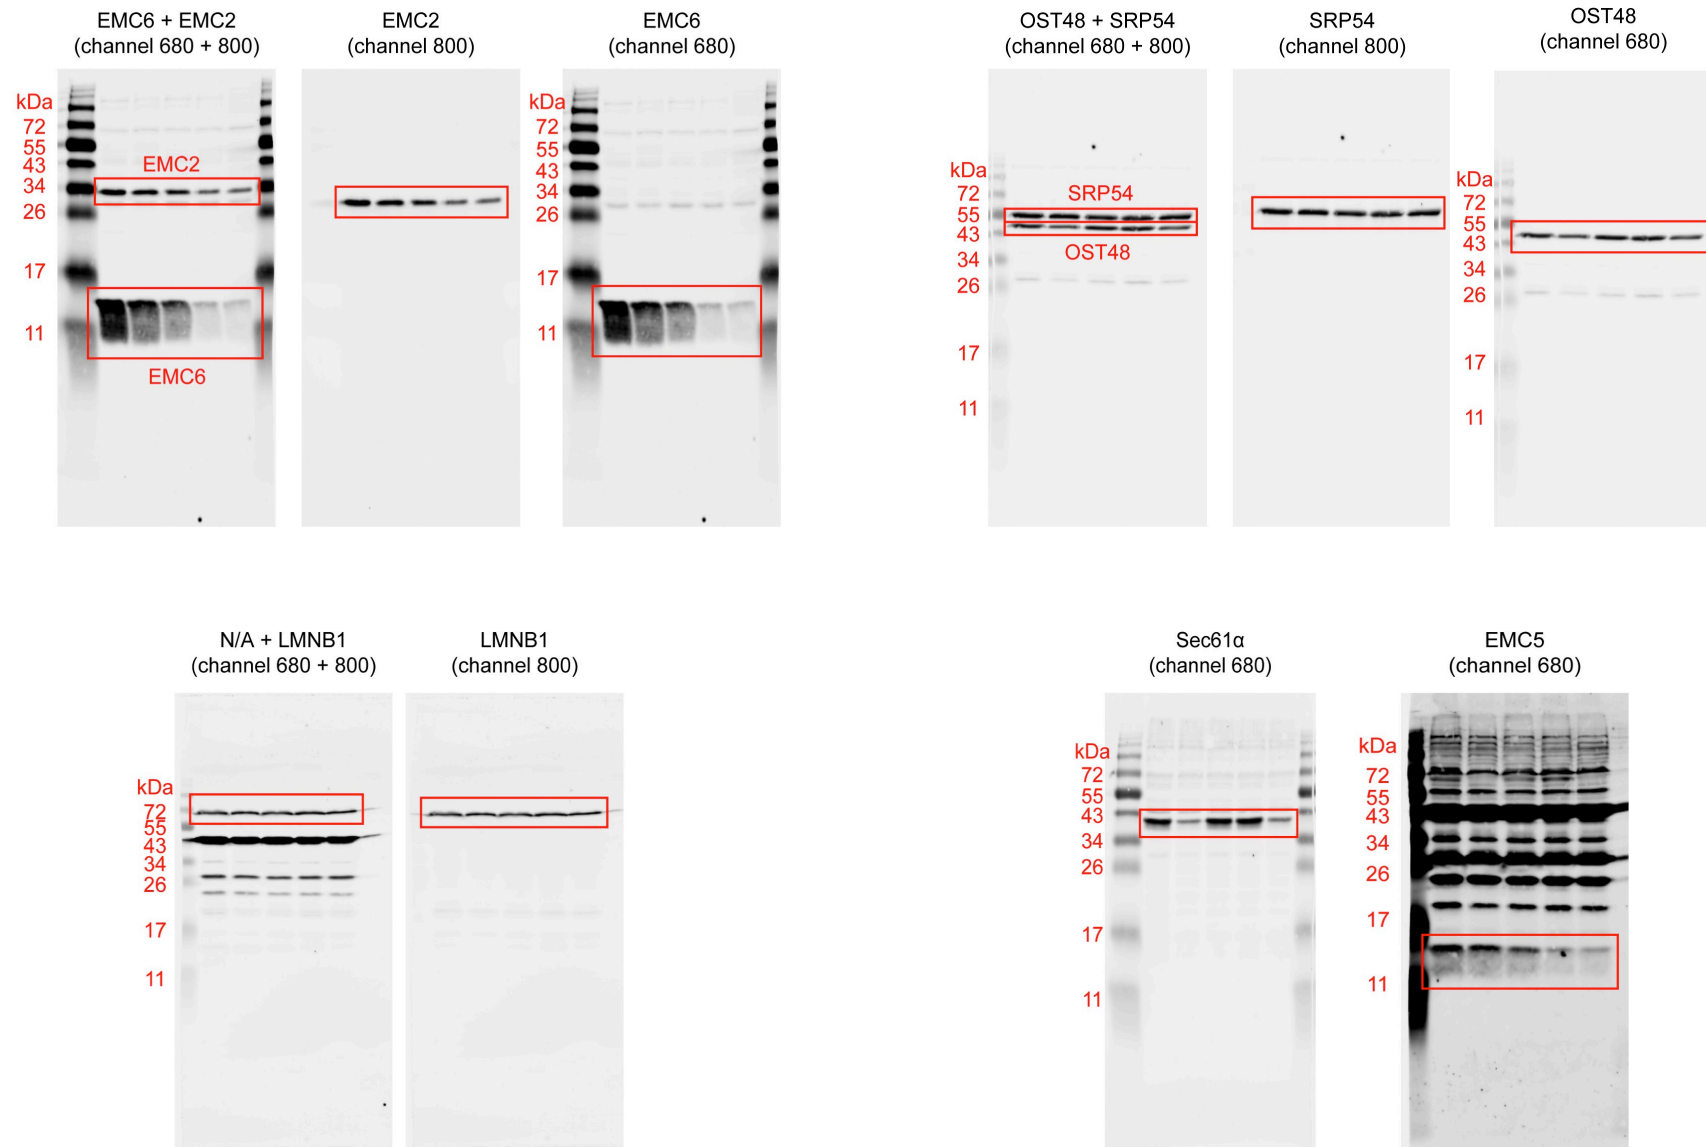 EMC6 + EMC2
(channel 680 + 800)
EMC2
(channel 800)
EMC6
(channel 680)
kDa
72
55
43
34
26
17
11
EMC2
EMC6
kDa
72
55
43
34
26
17
11
OST48 + SRP54
(channel 680 + 800)
SRP54
(channel 800)
OST48
(channel 680)
kDa
72
55
43
34
26
17
11
SRP54
OST48
kDa
72
55
43
34
26
17
11
N/A + LMNB1
(channel 680 + 800)
LMNB1
(channel 800)
kDa
72
55
43
34
26
17
11
Sec61α
(channel 680)
EMC5
(channel 680)
kDa
72
55
43
34
26
17
11
kDa
72
55
43
34
26
17
11